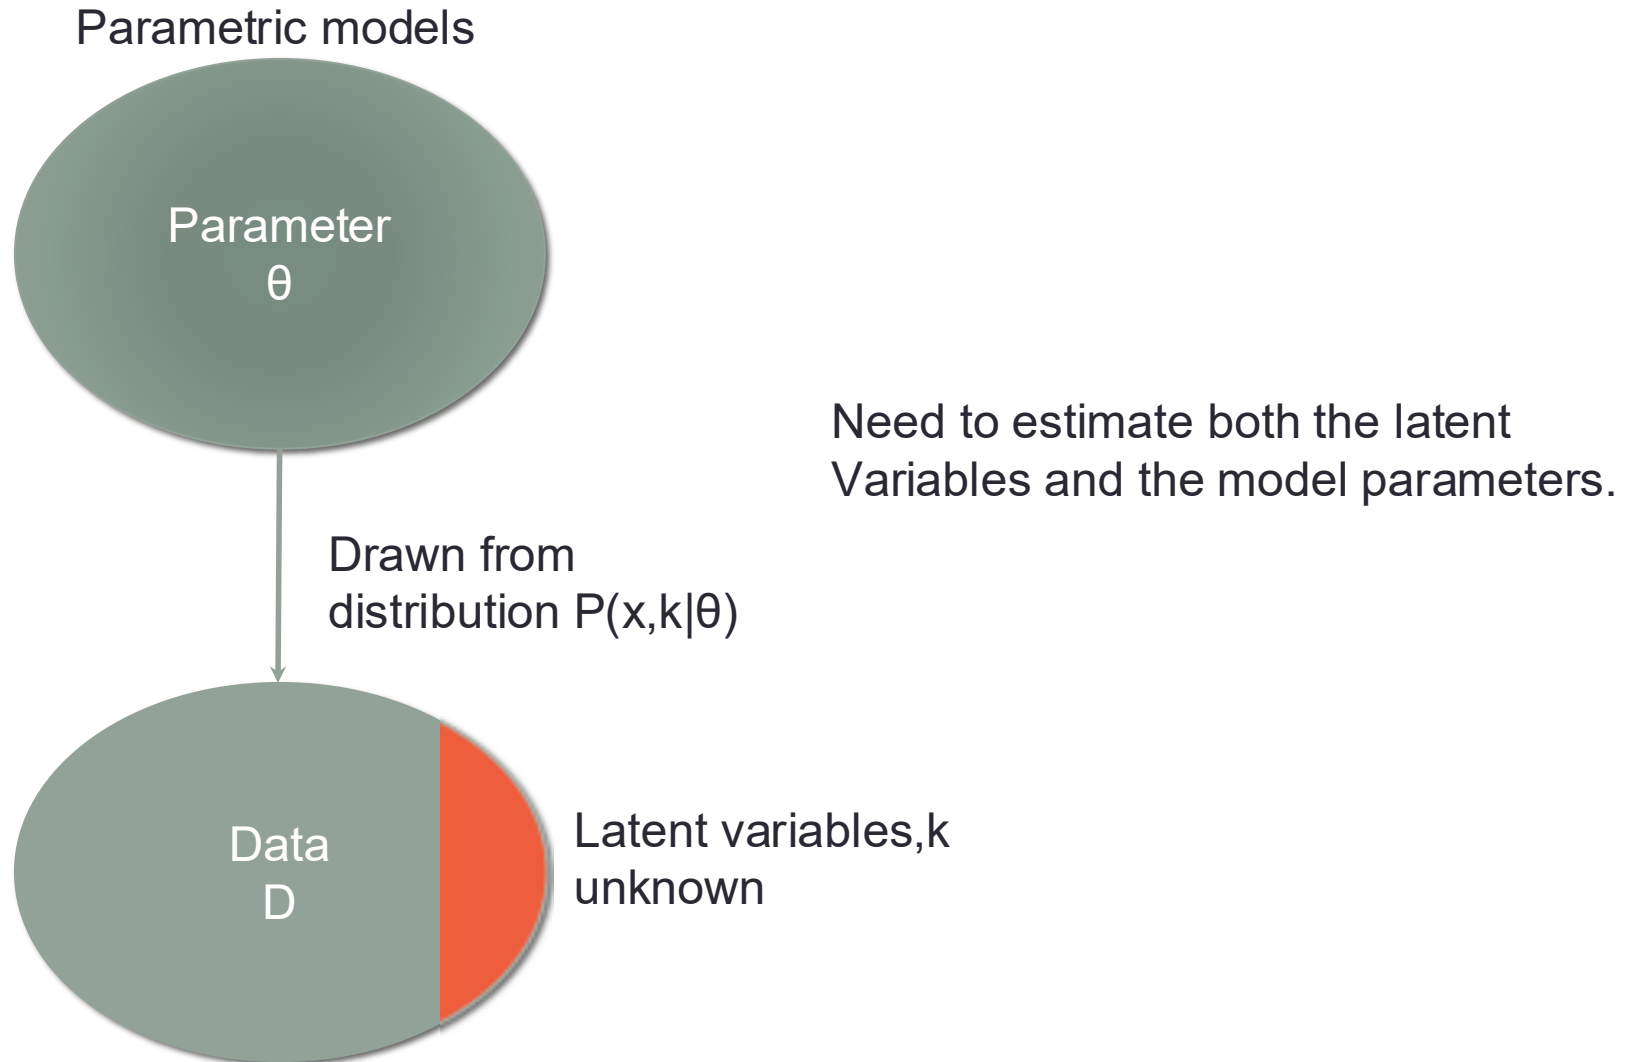 Parametric models
Parameter
θ
Need to estimate both the latent
Variables and the model parameters.
Drawn from
distribution P(x,k|θ)
Data
D
Latent variables,k
unknown